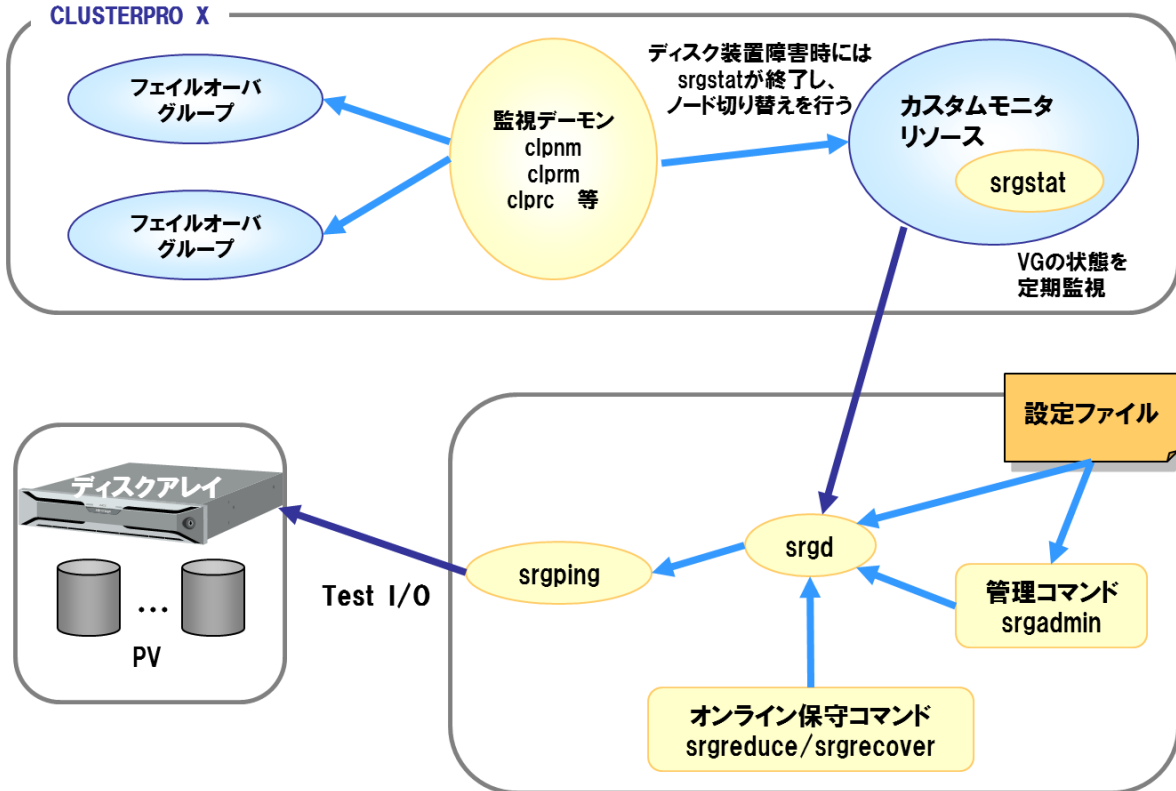 CLUSTERPRO X
フェイルオーバ
グループ
フェイルオーバ
グループ
監視デーモン
clpnm
clprm
clprc 等
ディスク装置障害時には
srgstatが終了し、
ノード切り替えを行う
カスタムモニタ
リソース
srgstat
VGの状態を
定期監視
設定ファイル
ディスクアレイ
...
PV
Test I/O
srgping
srgd
管理コマンド
srgadmin
オンライン保守コマンド
srgreduce/srgrecover